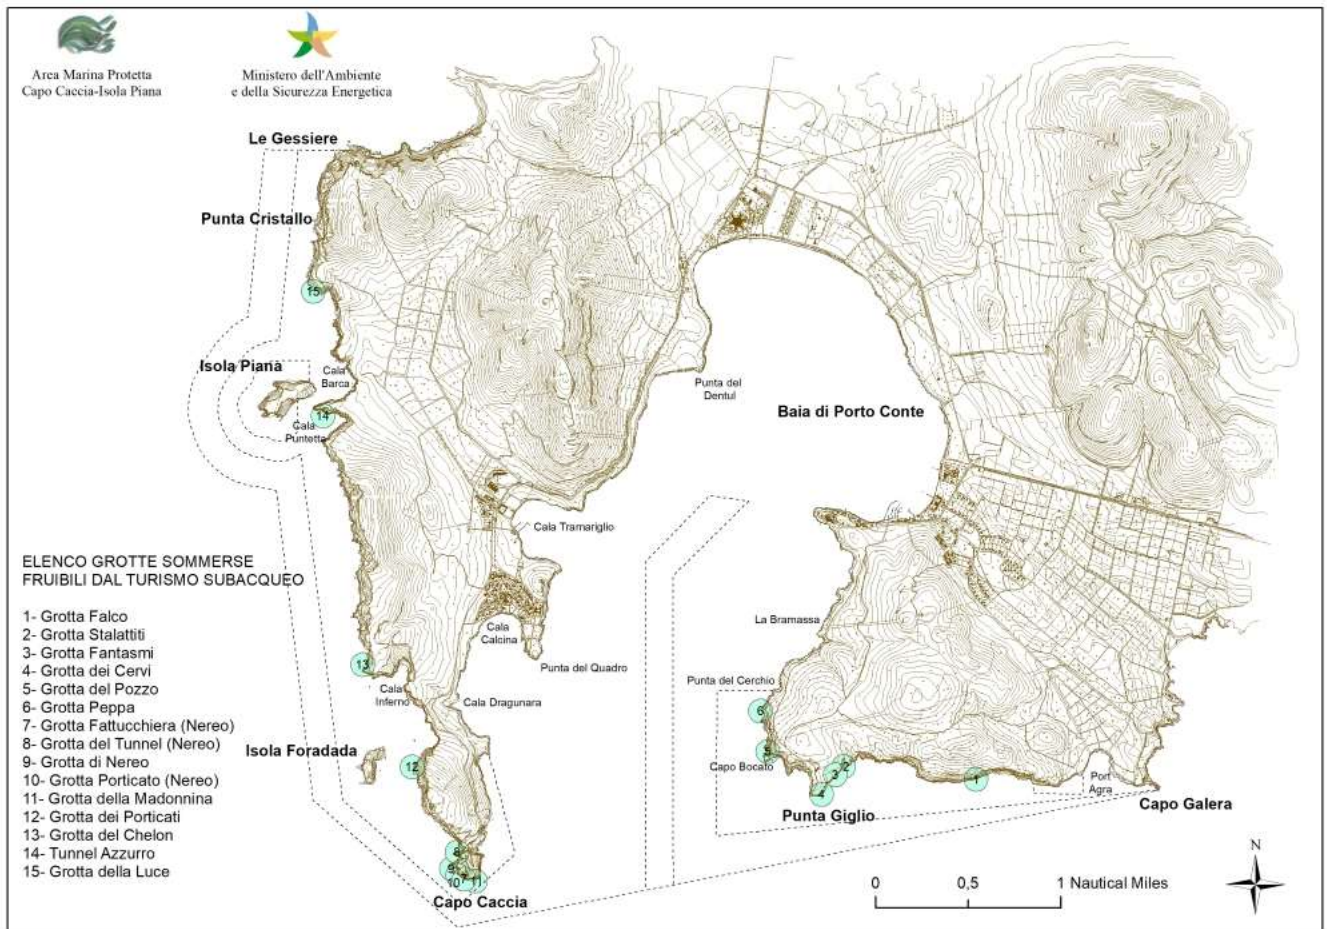 Area Marina Protetta
Capo Caccia-Isola Piana
Ministero dell'Ambiente
e della Sicurezza Energetica
Le Gessiere
Punta Cristallo
15
Isola Piana
Cala
Barca
14
Cala
Puntetta
Punta del
Dentul
Baia di Porto Conte
Cala Tramariglio
ELENCO GROTTE SOMMERSE
FRUIBILI DAL TURISMO SUBACQUEO
1- Grotta Falco
2- Grotta Stalattiti
3- Grotta Fantasmi
4- Grotta dei Cervi
5- Grotta del Pozzo
6- Grotta Peppa
7- Grotta Fattucchiera (Nereo)
8- Grotta del Tunnel (Nereo)
9- Grotta di Nereo
10- Grotta Porticato (Nereo)
11- Grotta della Madonnina
12- Grotta dei Porticati
13- Grotta del Chelon
14- Tunnel Azzurro
15- Grotta della Luce
Cala
Calcina
La Bramassa
13
Punta del Quadro
Cala
Inferno
Cala Dragunara
Punta del Cerchio
6
Isola Foradada
12
5
Capo Bocato
2
3
4
1
Port
Agra
Punta Giglio
Capo Galera
8
9
10
7
11
Capo Caccia
N
0
0,5
1 Nautical Miles